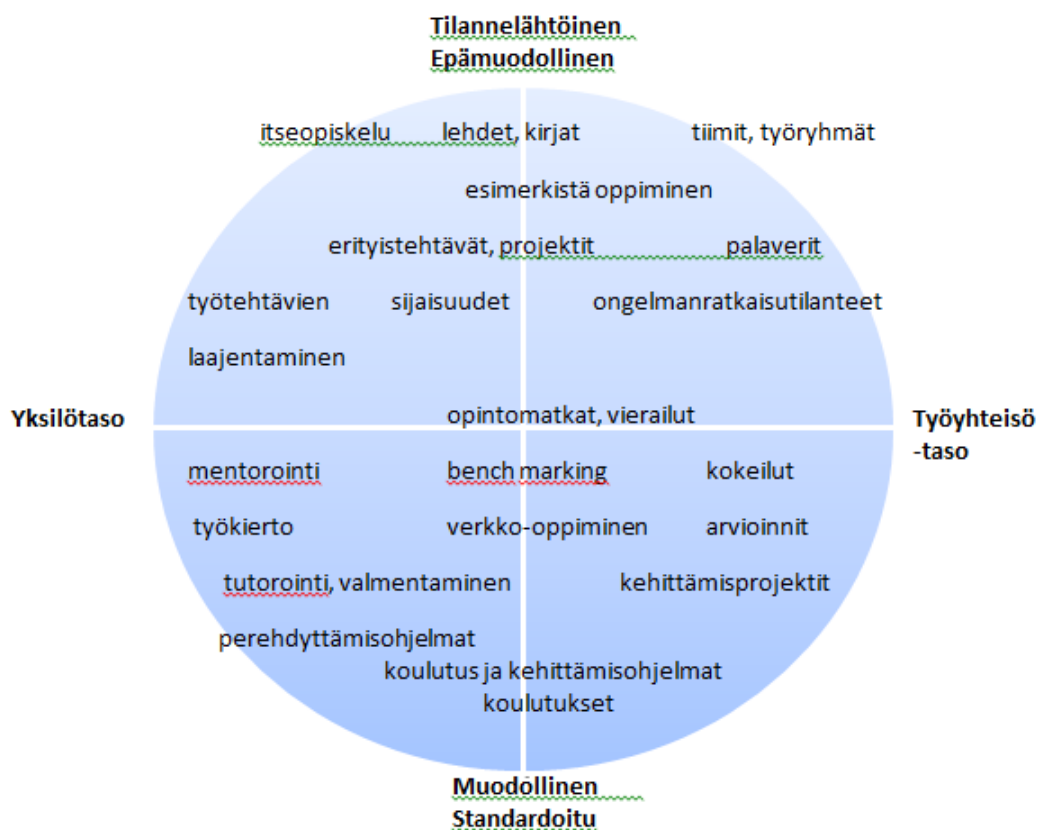 Tilannelähtöinen
Epämuodollinen
itseopiskelu lehdet, kirjat tiimit, työryhmät
esimerkistä oppiminen
erityistehtävät, projektit palaverit
työtehtävien sijaisuudet ongelmanratkaisutilanteet
laajentaminen
opintomatkat, vierailut
Yksilötaso Työyhteisö
-taso
mentorointi bench marking kokeilut
työkierto verkko-oppiminen arvioinnit
tutorointi, valmentaminen kehittämisprojektit
perehdyttämisohjelmat
koulutus ja kehittämisohjelmat
koulutukset
Muodollinen
Standardoitu